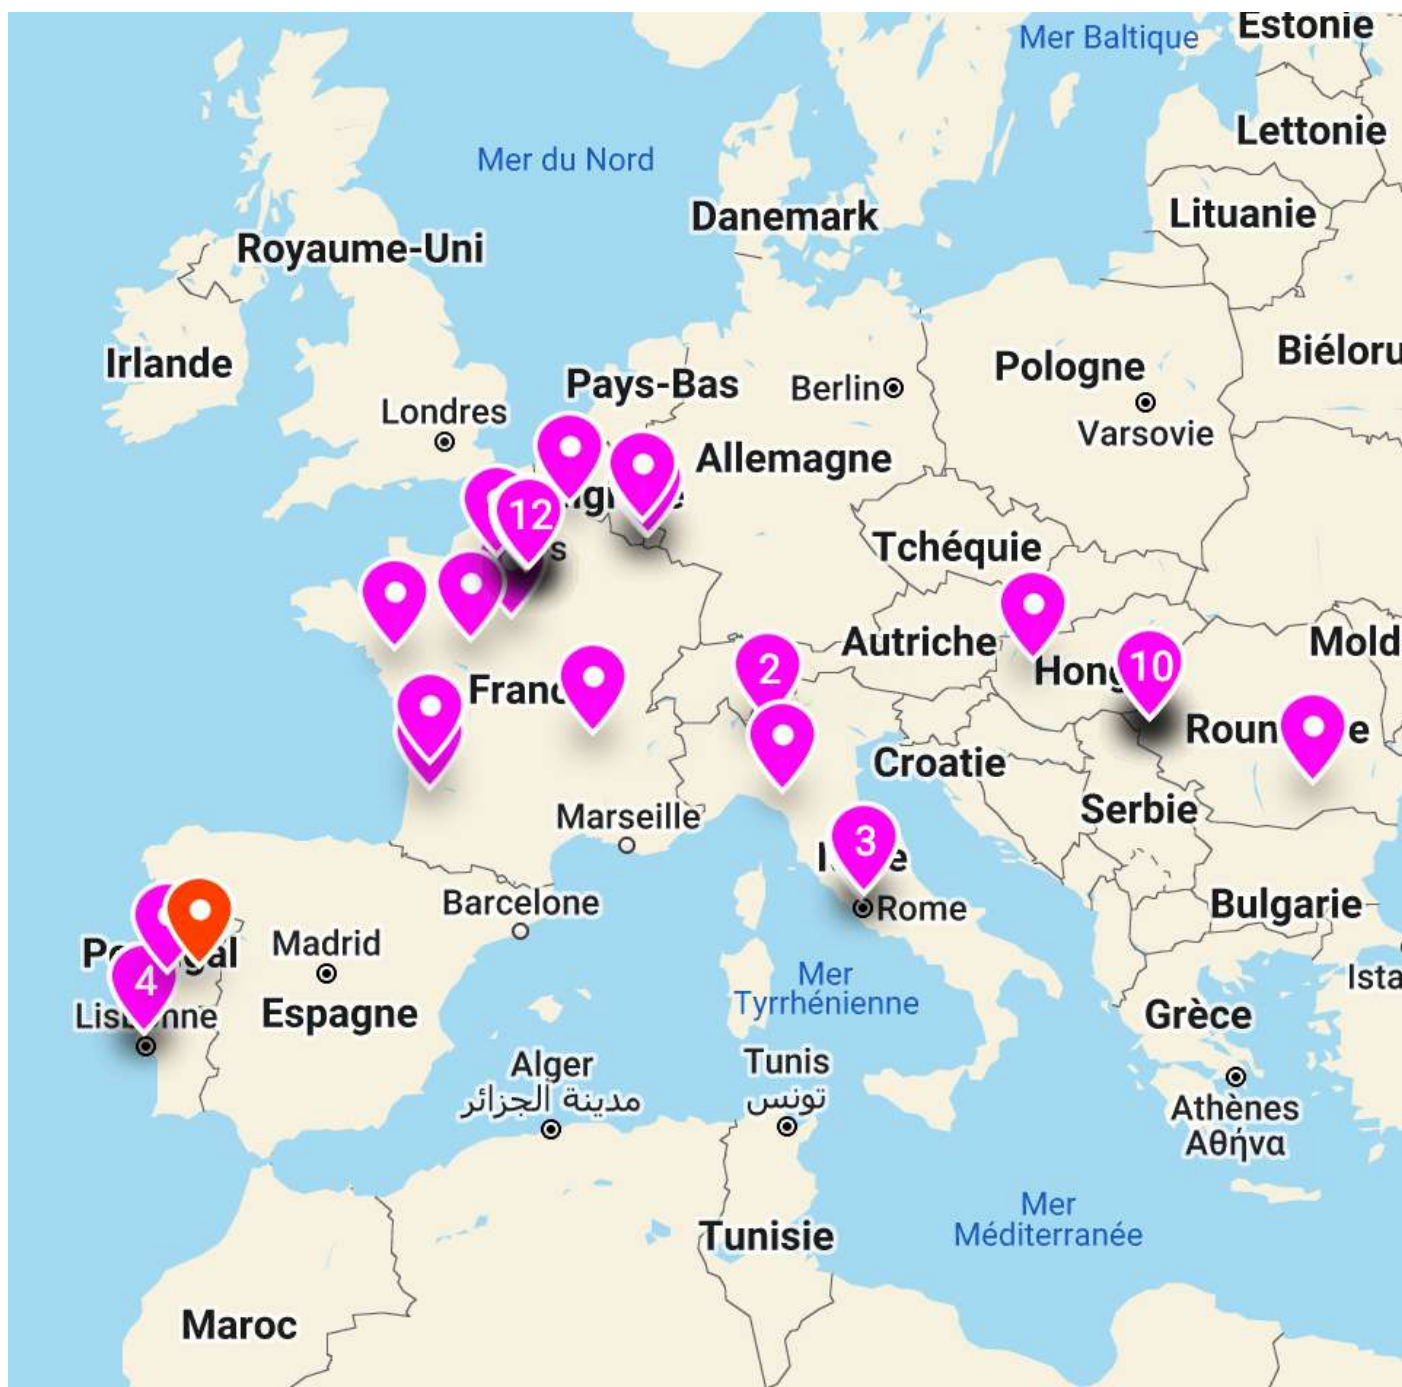 Estonie
Mer Baltique
Lettonie
Mer du Nord
Lituanie
Danemark
Royaume-Uni
Irlande
Biéloru
Pologne
Pays-Bas
Berlin
Londres
Varsovie
Allemagne
12
Tchéquie
Autriche
Mold
2
10
Hong
Franc
Roun
e
Croatie
Serbie
Marseille
3
Rome
Barcelone
Bulgarie
Madrid
4
Mer
Tyrrhénienne
Ista
Espagne
Grèce
Alger
مدينة الجزائر
Tunis
تونس
Athènes
Αθήνα
Mer
Méditerranée
Tunisie
Maroc